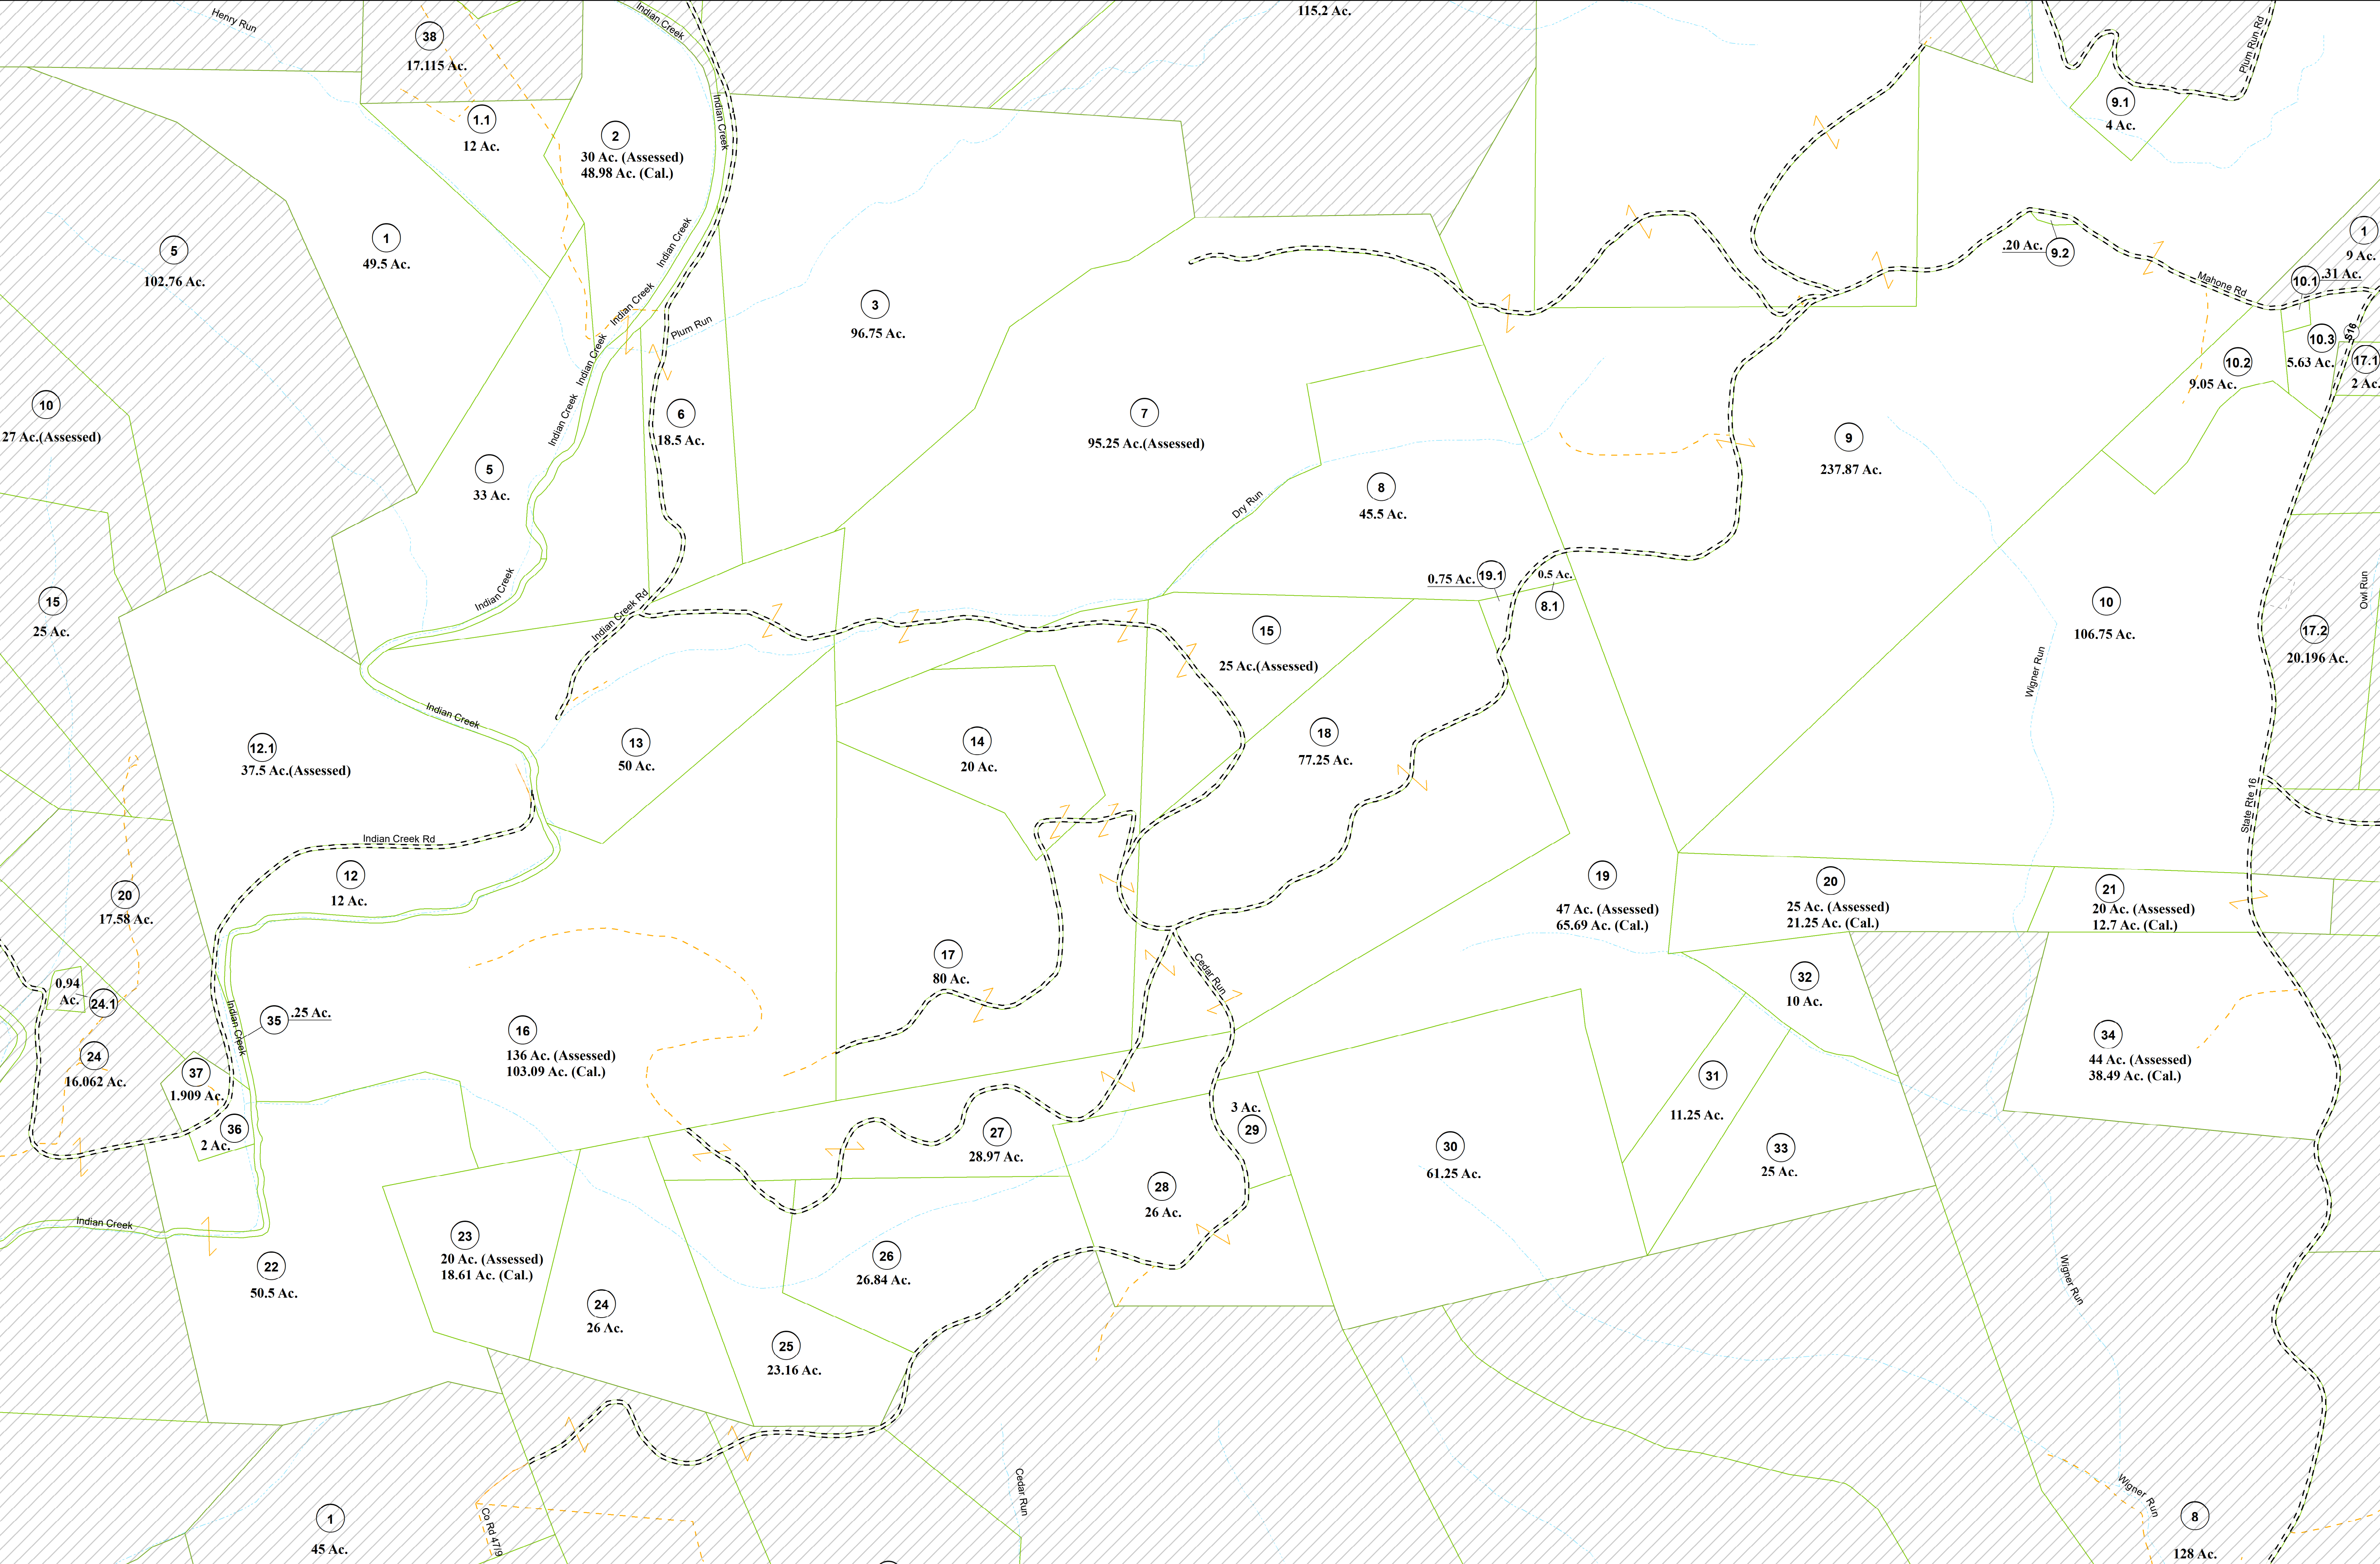 115.2 Ac.
Henry Run
38
17.115 Ac.
Indian Creek
Plum Run Rd
1.1
12 Ac.
2
30 Ac. (Assessed)
48.98 Ac. (Cal.)
Indian Creek
9.1
4 Ac.
5
102.76 Ac.
1
49.5 Ac.
Indian Creek
Indian Creek
Plum Run
3
96.75 Ac.
.20 Ac.
9.2
Mahone Rd
1
9 Ac.
10.1
.31 Ac.
S16
10.3
5.63 Ac.
10.2
9.05 Ac.
17.1
2 Ac.
10
27 Ac.(Assessed)
Indian Creek
Indian Creek
6
18.5 Ac.
7
95.25 Ac.(Assessed)
9
237.87 Ac.
5
33 Ac.
8
45.5 Ac.
Dry Run
Indian Creek
Indian Creek Rd
0.75 Ac.
19.1
0.5 Ac.
8.1
15
25 Ac.
15
25 Ac.(Assessed)
10
106.75 Ac.
Owl Run
17.2
20.196 Ac.
Wigner Run
Indian Creek
12.1
37.5 Ac.(Assessed)
13
50 Ac.
14
20 Ac.
18
77.25 Ac.
State Rte 16
Indian Creek Rd
12
12 Ac.
20
17.58 Ac.
19
47 Ac. (Assessed)
65.69 Ac. (Cal.)
20
25 Ac. (Assessed)
21.25 Ac. (Cal.)
21
20 Ac. (Assessed)
12.7 Ac. (Cal.)
17
80 Ac.
Cedar Run
32
10 Ac.
0.94
Ac.
24.1
Indian Creek
35
.25 Ac.
16
136 Ac. (Assessed)
103.09 Ac. (Cal.)
34
44 Ac. (Assessed)
38.49 Ac. (Cal.)
24
16.062 Ac.
37
1.909 Ac.
31
11.25 Ac.
36
2 Ac.
27
28.97 Ac.
3 Ac.
29
30
61.25 Ac.
33
25 Ac.
28
26 Ac.
Indian Creek
22
50.5 Ac.
23
20 Ac. (Assessed)
18.61 Ac. (Cal.)
26
26.84 Ac.
Wigner Run
24
26 Ac.
25
23.16 Ac.
Cedar Run
Wigner Run
1
45 Ac.
Co Rd 47/9
8
128 Ac.